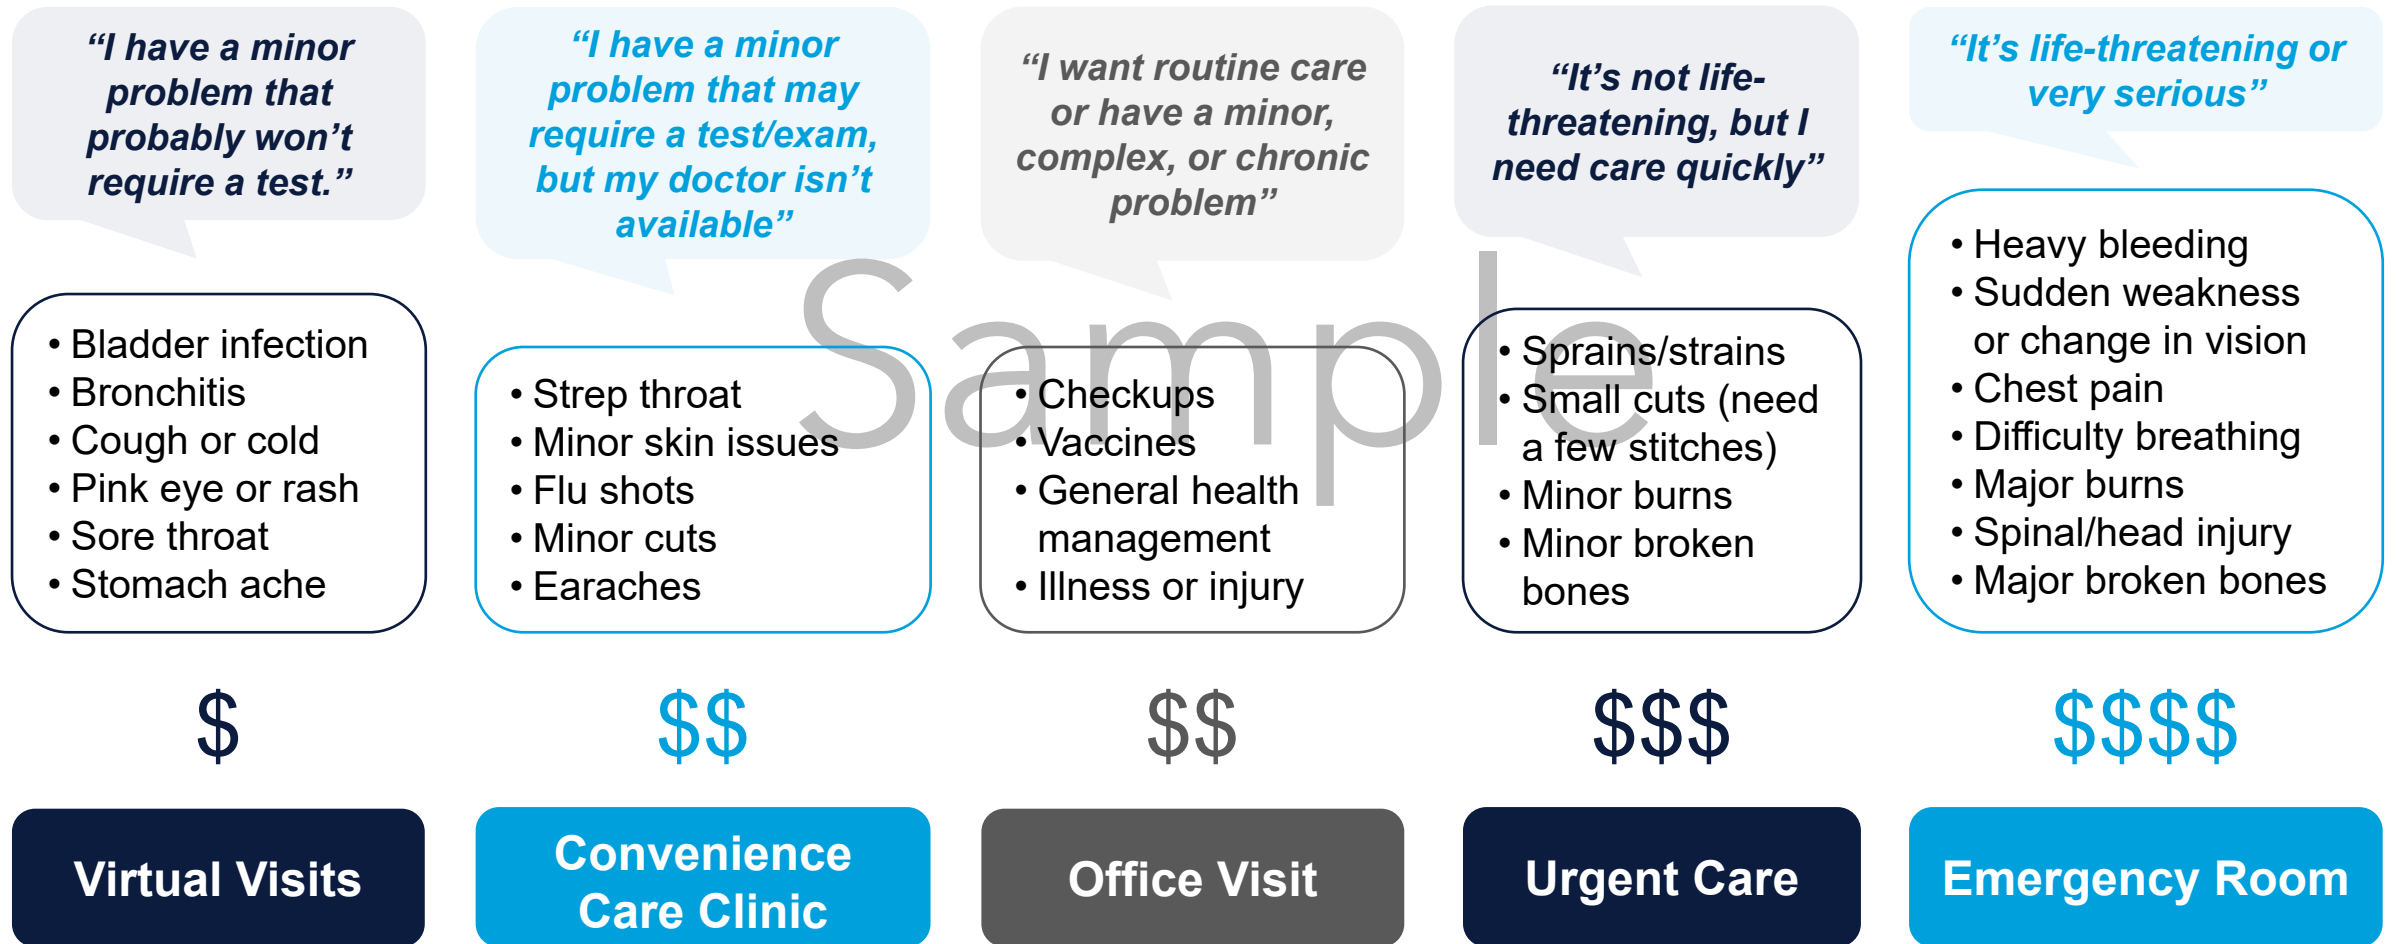 “I have a minor
problem that
probably won’t
require a test.”
• Bladder infection
• Bronchitis
• Cough or cold
• Pink eye or rash
• Sore throat
• Stomach ache
$
Virtual Visits
“I have a minor
problem that may
require a test/exam,
but my doctor isn’t
available”
• Strep throat
• Minor skin issues
• Flu shots
• Minor cuts
• Earaches
$$
Convenience
Care Clinic
“I want routine care
or have a minor,
complex, or chronic
problem”
• Checkups
• Vaccines
• General health
management
• Illness or injury
$$
Office Visit
“It’s not life-
threatening, but I
need care quickly”
• Sprains/strains
• Small cuts (need
a few stitches)
• Minor burns
• Minor broken
bones
$$$
Urgent Care
“It’s life-threatening or
very serious”
• Heavy bleeding
• Sudden weakness
or change in vision
• Chest pain
• Difficulty breathing
• Major burns
• Spinal/head injury
• Major broken bones
$$$$
Emergency Room
Sample